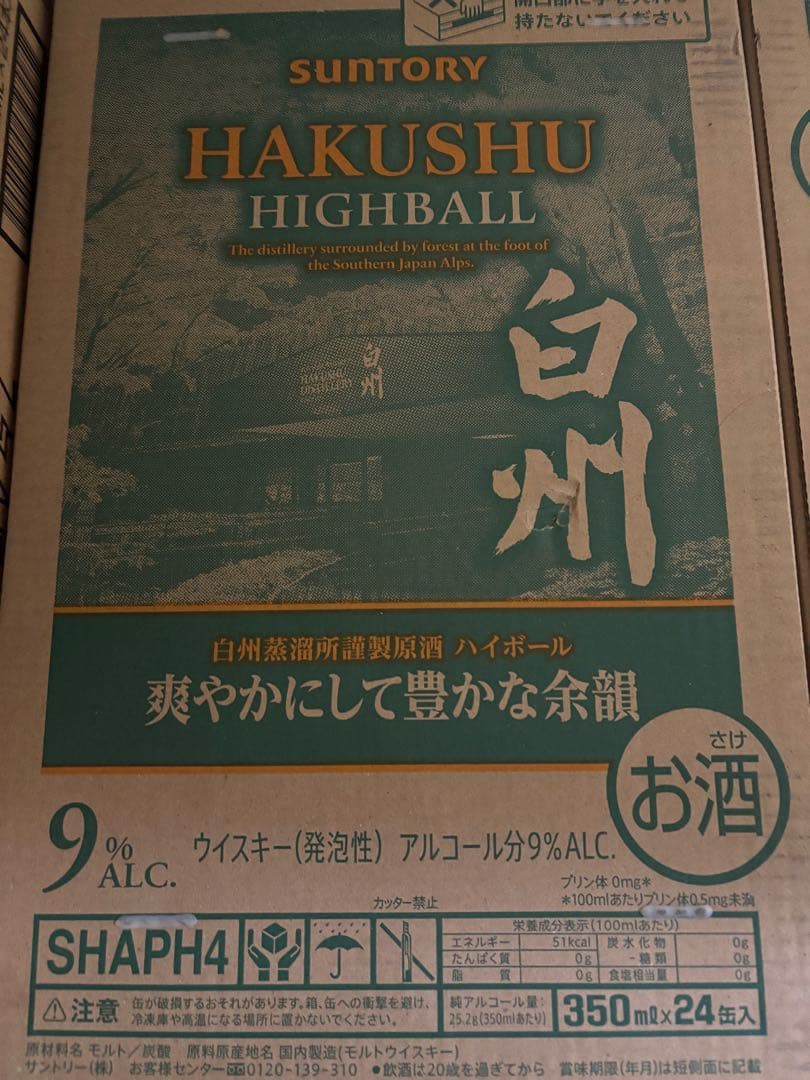 持たないでください
SUNTORY
HAKUSHU
HIGHBALL
The distillery surrounded by forest at the foot of
the Southern Japan Alps.
白州
HAKUSHU
DISTILLERY
白州
白州蒸溜所謹製原酒 ハイボール
爽やかにして豊かな余韻
さけ
お酒
9%
ALC.
ウイスキー(発泡性) アルコール分9%ALC.
プリン体 0mg*
*100mlあたりプリン体0.5mg未満
カッター禁止
SHAPH4
栄養成分表示(100mlあたり)
エネルギー 51kcal 炭水化物 0g
たんぱく質 0g -糖類 0g
脂質 0g 食塩相当量 0g
注意 缶が破損するおそれがあります。箱、缶への衝撃を避け、
冷凍庫や高温になる場所に置かないでください。
純アルコール量:
25.2g(350mlあたり)
350ml×24缶入
原材料名 モルト/炭酸 原料原産地名 国内製造(モルトウイスキー)
サントリー(株) お客様センター 0120-139-310 ●飲酒は20歳を過ぎてから 賞味期限(年月)は短側面に記載